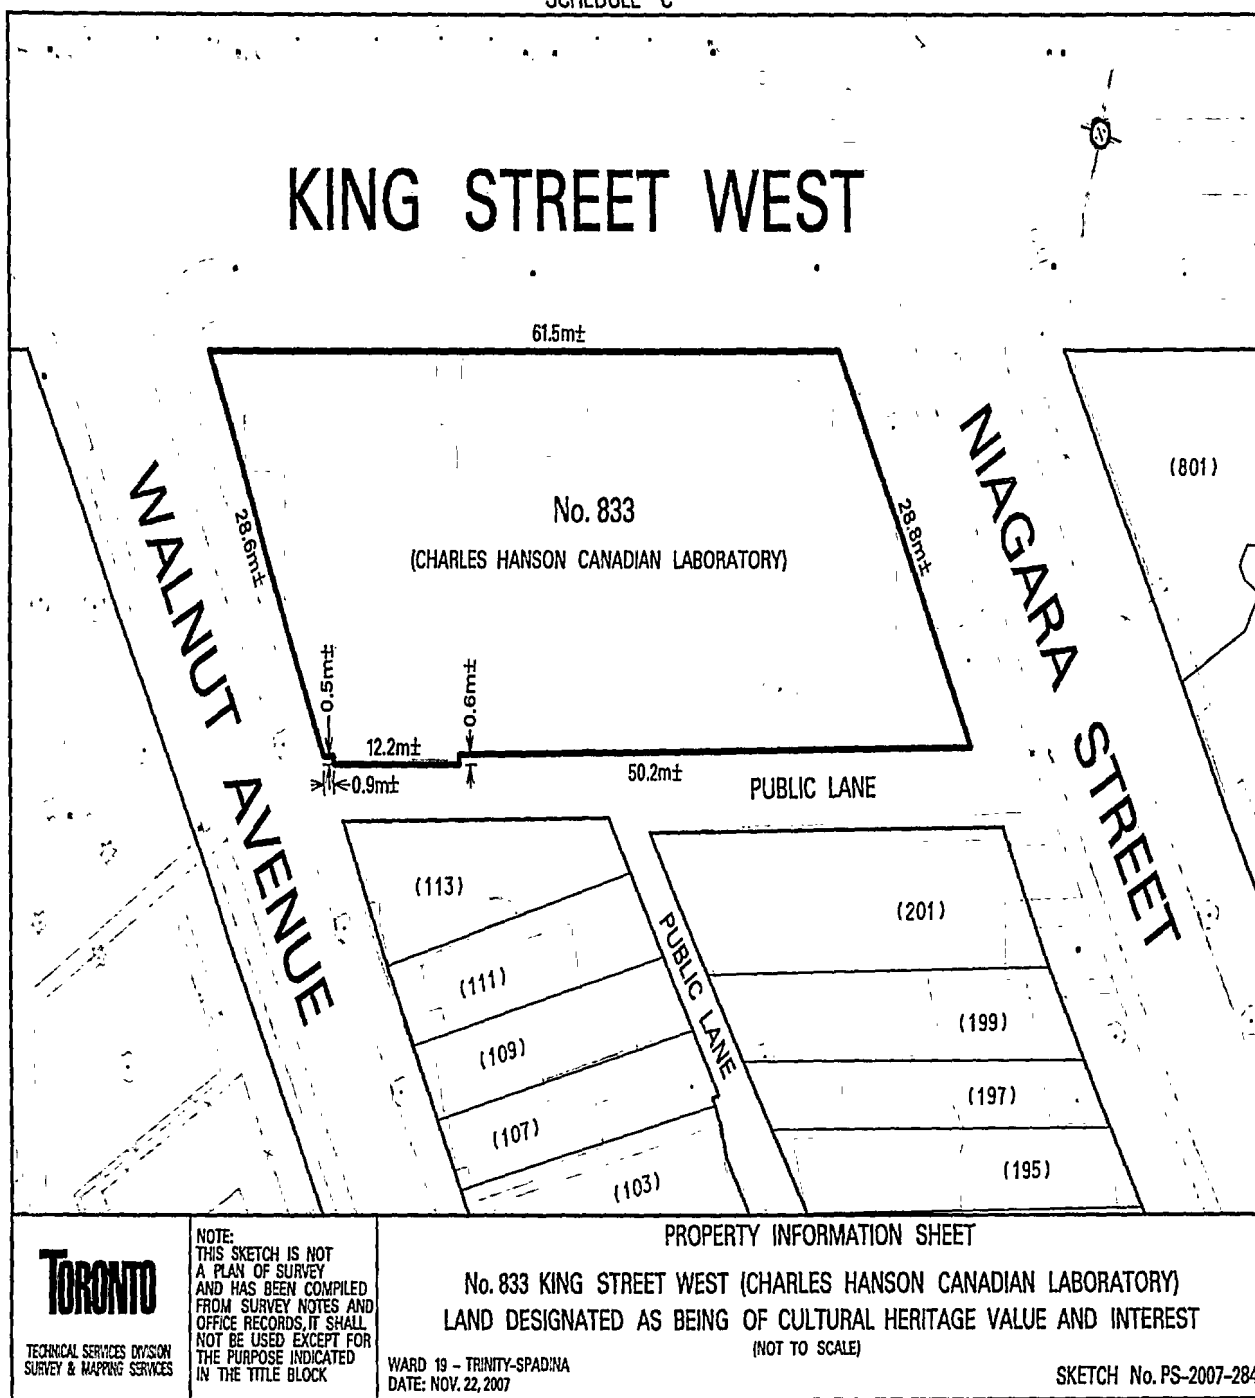 KING STREET WEST
61.5m±
WALNUT AVENUE
28.6m±
No. 833
(CHARLES HANSON CANADIAN LABORATORY)
28.8m±
NIAGARA STREET
(801)
0.5m±
0.6m±
12.2m±
0.9m±
50.2m±
PUBLIC LANE
(113)
(111)
(109)
(107)
(103)
PUBLIC LANE
(201)
(199)
(197)
(195)
TORONTO
TECHNICAL SERVICES DIVISION
SURVEY & MAPPING SERVICES
NOTE:
THIS SKETCH IS NOT
A PLAN OF SURVEY
AND HAS BEEN COMPILED
FROM SURVEY NOTES AND
OFFICE RECORDS, IT SHALL
NOT BE USED EXCEPT FOR
THE PURPOSE INDICATED
IN THE TITLE BLOCK
PROPERTY INFORMATION SHEET
No. 833 KING STREET WEST (CHARLES HANSON CANADIAN LABORATORY)
LAND DESIGNATED AS BEING OF CULTURAL HERITAGE VALUE AND INTEREST
(NOT TO SCALE)
WARD 19 - TRINITY-SPADINA
DATE: NOV. 22, 2007
SKETCH No.